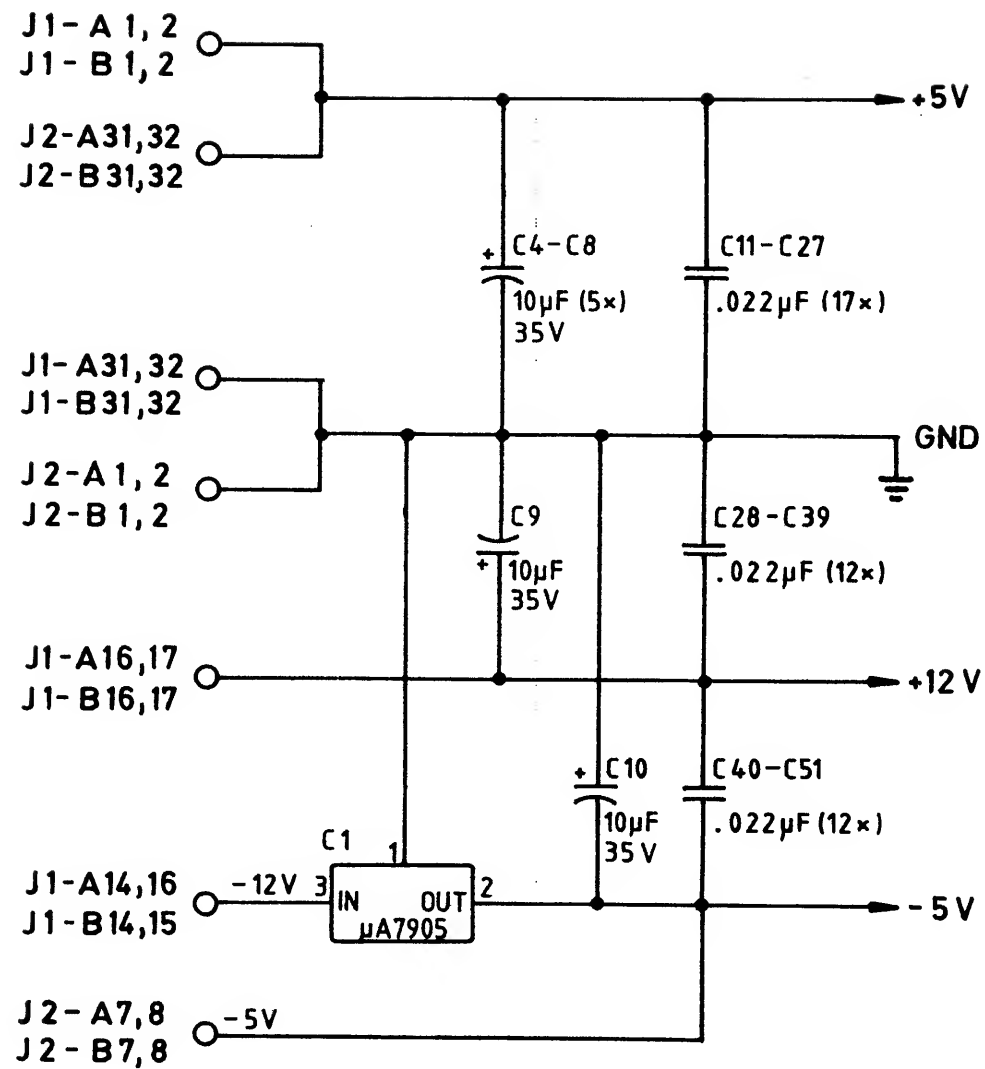 J1-A 1, 2
J1-B 1, 2
+5V
J2-A31,32
J2-B31,32
+ C4-C8
10µF (5×)
35V
C11-C27
.022µF (17×)
J1-A31,32
J1-B31,32
GND
J2-A 1, 2
J2-B 1, 2
C9
+ 10µF
35V
C28-C39
.022µF (12×)
J1-A16,17
J1-B16,17
+12V
+ C10
10µF
35V
C40-C51
.022µF (12×)
C1
1
J1-A14,16
J1-B14,15
-12V 3 IN OUT 2
µA7905
-5V
J2-A7,8
J2-B7,8
-5V